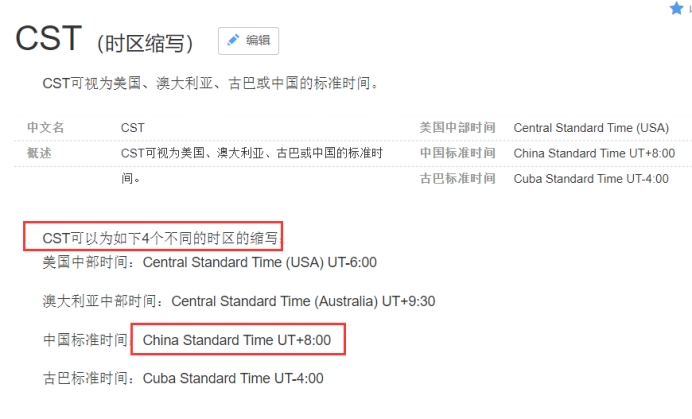 CST（时区缩写） 编辑
CST可视为美国、澳大利亚、古巴或中国的标准时间。
中文名 CST 美国中部时间 Central Standard Time (USA)
概述 CST可视为美国、澳大利亚、古巴或中国的标准时 中国标准时间 China Standard Time UT+8:00
间。 古巴标准时间 Cuba Standard Time UT-4:00
CST可以为如下4个不同的时区的缩写：
美国中部时间：Central Standard Time (USA) UT-6:00
澳大利亚中部时间：Central Standard Time (Australia) UT+9:30
中国标准时间：China Standard Time UT+8:00
古巴标准时间：Cuba Standard Time UT-4:00